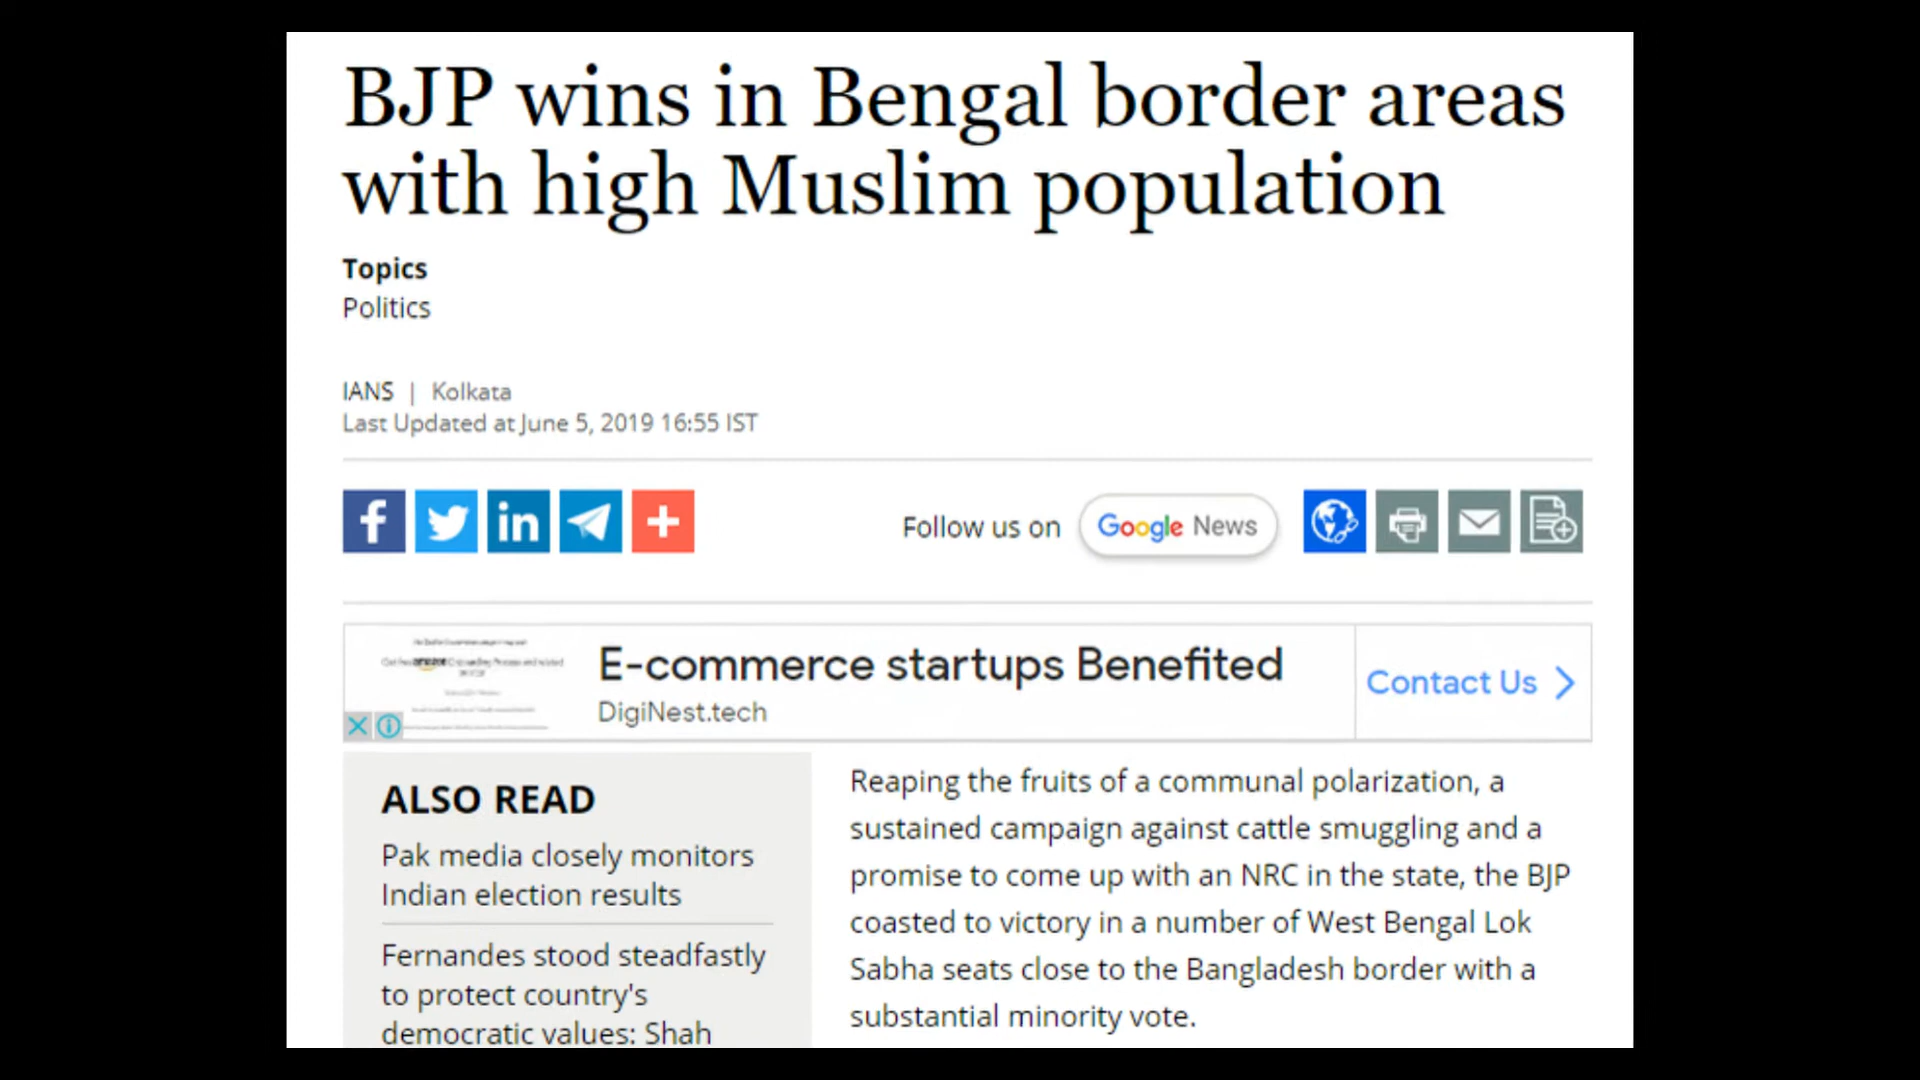 BJP wins in Bengal border areas
with high Muslim population
Topics
Politics
IANS | Kolkata
Last Updated at June 5, 2019 16:55 IST
Follow us on Google News
E-commerce startups Benefited
DigiNest.tech
Contact Us
ALSO READ
Pak media closely monitors
Indian election results
Fernandes stood steadfastly
to protect country's
democratic values: Shah
Reaping the fruits of a communal polarization, a
sustained campaign against cattle smuggling and a
promise to come up with an NRC in the state, the BJP
coasted to victory in a number of West Bengal Lok
Sabha seats close to the Bangladesh border with a
substantial minority vote.